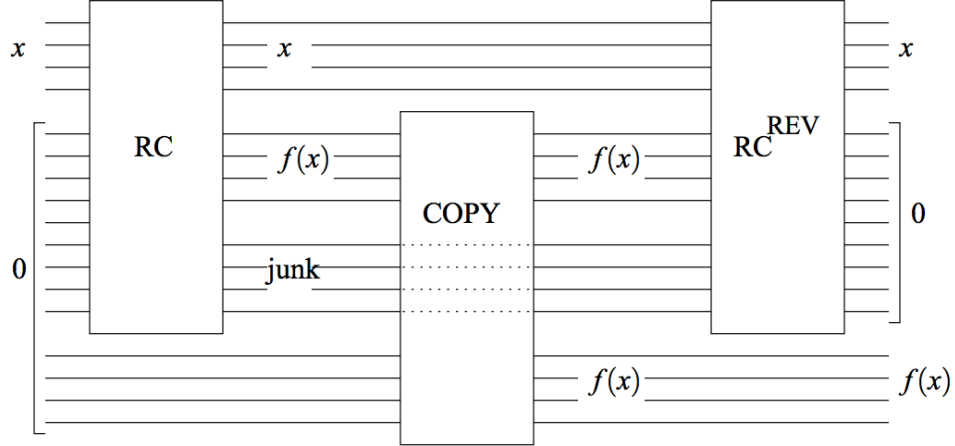 x x x
RC f(x) f(x) RC REV
COPY 0
0 junk
f(x) f(x)